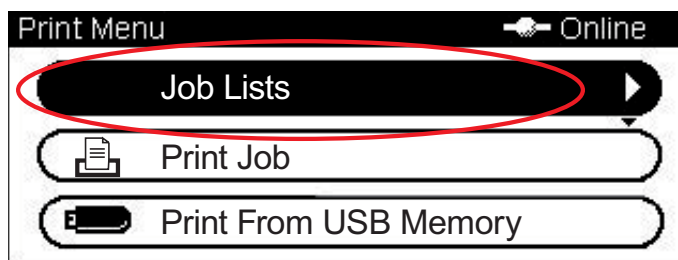 Print Menu Online
Job Lists
Print Job
Print From USB Memory